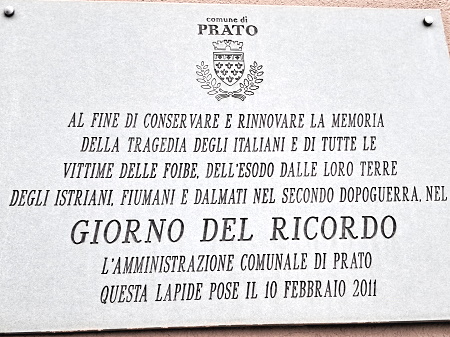 comune di
PRATO
AL FINE DI CONSERVARE E RINNOVARE LA MEMORIA
DELLA TRAGEDIA DEGLI ITALIANI E DI TUTTE LE
VITTIME DELLE FOIBE, DELL'ESODO DALLE LORO TERRE
DEGLI ISTRIANI, FIUMANI E DALMATI NEL SECONDO DOPOGUERRA, NEL
GIORNO DEL RICORDO
L'AMMINISTRAZIONE COMUNALE DI PRATO
QUESTA LAPIDE POSE IL 10 FEBBRAIO 2011